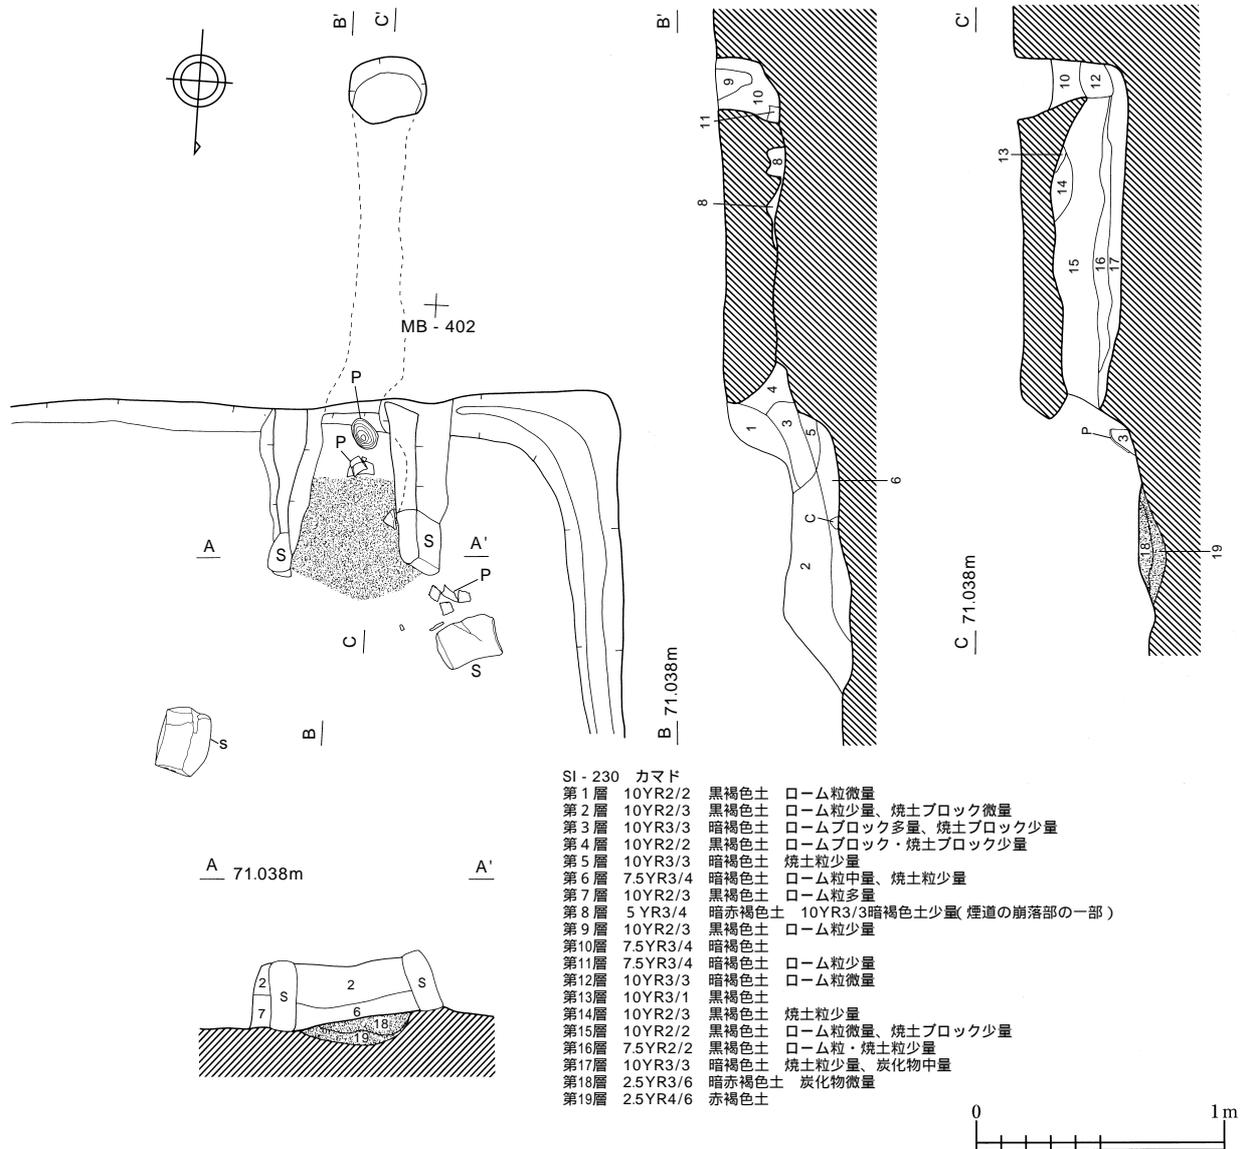 B'
C'
MB - 402
P
P
A
S
S
A'
P
C
S
B
s
B'
9
10
11
8
8
4
1
3
5
6
C
2
B 71.038m
C'
10
12
13
14
15
16
17
P
3
18
19
C 71.038m
A 71.038m
A'
2
S
2
S
7
6
18
19
SI - 230 カマド
第1層 10YR2/2 黒褐色土 ローム粒微量
第2層 10YR2/3 黒褐色土 ローム粒少量、焼土ブロック微量
第3層 10YR3/3 暗褐色土 ロームブロック多量、焼土ブロック少量
第4層 10YR2/2 黒褐色土 ロームブロック・焼土ブロック少量
第5層 10YR3/3 暗褐色土 焼土粒少量
第6層 7.5YR3/4 暗褐色土 ローム粒中量、焼土粒少量
第7層 10YR2/3 黒褐色土 ローム粒多量
第8層 5 YR3/4 暗赤褐色土 10YR3/3暗褐色土少量(煙道の崩落部の一部)
第9層 10YR2/3 黒褐色土 ローム粒少量
第10層 7.5YR3/4 暗褐色土
第11層 7.5YR3/4 暗褐色土 ローム粒少量
第12層 10YR3/3 暗褐色土 ローム粒微量
第13層 10YR3/1 黒褐色土
第14層 10YR2/3 黒褐色土 焼土粒少量
第15層 10YR2/2 黒褐色土 ローム粒微量、焼土ブロック少量
第16層 7.5YR2/2 黒褐色土 ローム粒・焼土粒少量
第17層 10YR3/3 暗褐色土 焼土粒少量、炭化物中量
第18層 2.5YR3/6 暗赤褐色土 炭化物微量
第19層 2.5YR4/6 赤褐色土
0 1m